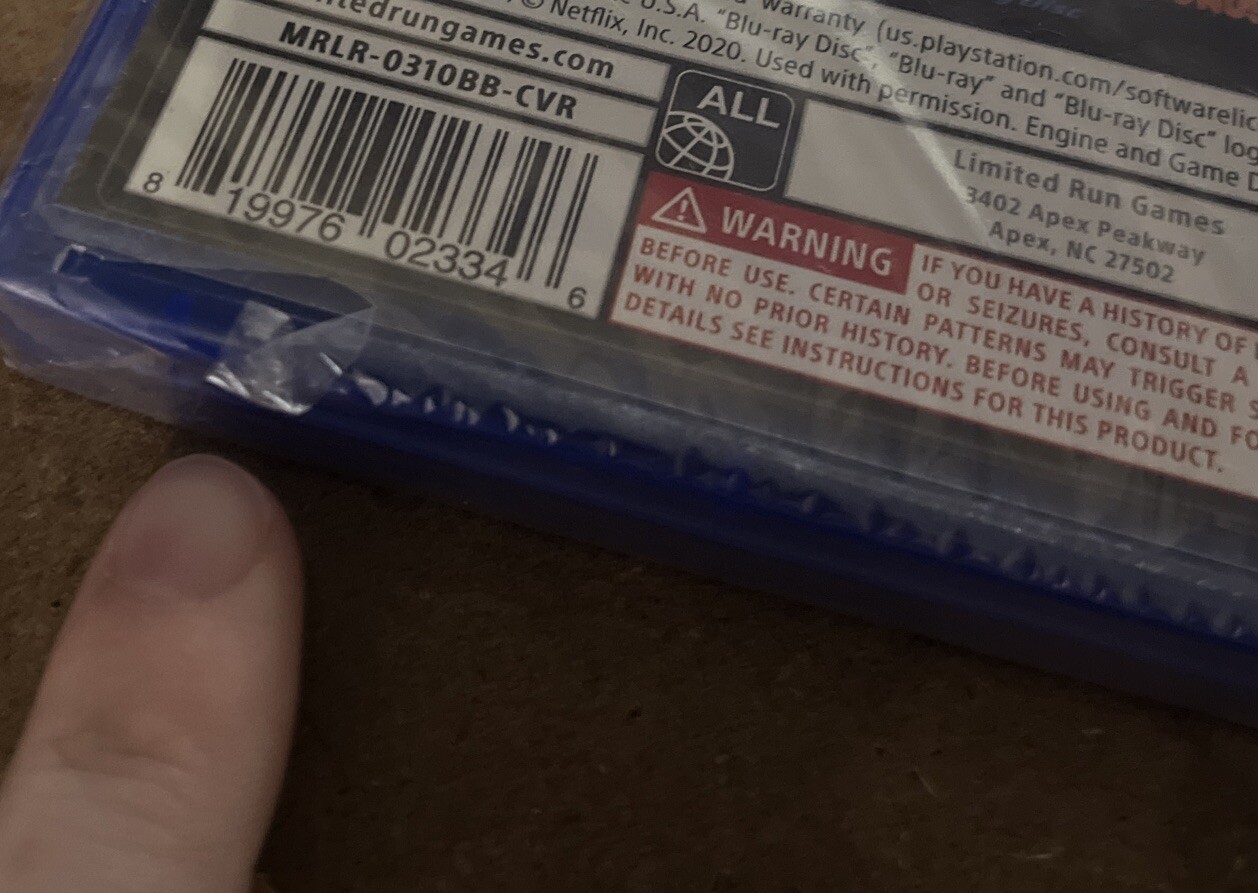 warranty (us.playstation.com/softwarelic
U.S.A. "Blu-ray Disc", "Blu-ray" and "Blu-ray Disc" log
© Netflix, Inc. 2020. Used with permission. Engine and Game D
itedrungames.com
MRLR-0310BB-CVR
8 19976 02334 6
ALL
Limited Run Games
3402 Apex Peakway
Apex, NC 27502
WARNING IF YOU HAVE A HISTORY OF
OR SEIZURES, CONSULT A
BEFORE USE. CERTAIN PATTERNS MAY TRIGGER S
WITH NO PRIOR HISTORY. BEFORE USING AND FO
DETAILS SEE INSTRUCTIONS FOR THIS PRODUCT.